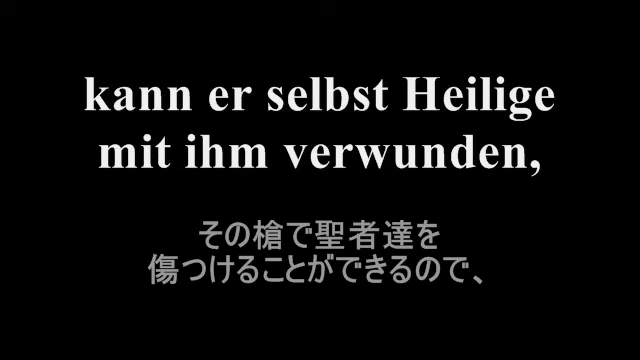 kann er selbst Heilige
mit ihm verwunden,
その槍で聖者達を
傷つけることができるので、